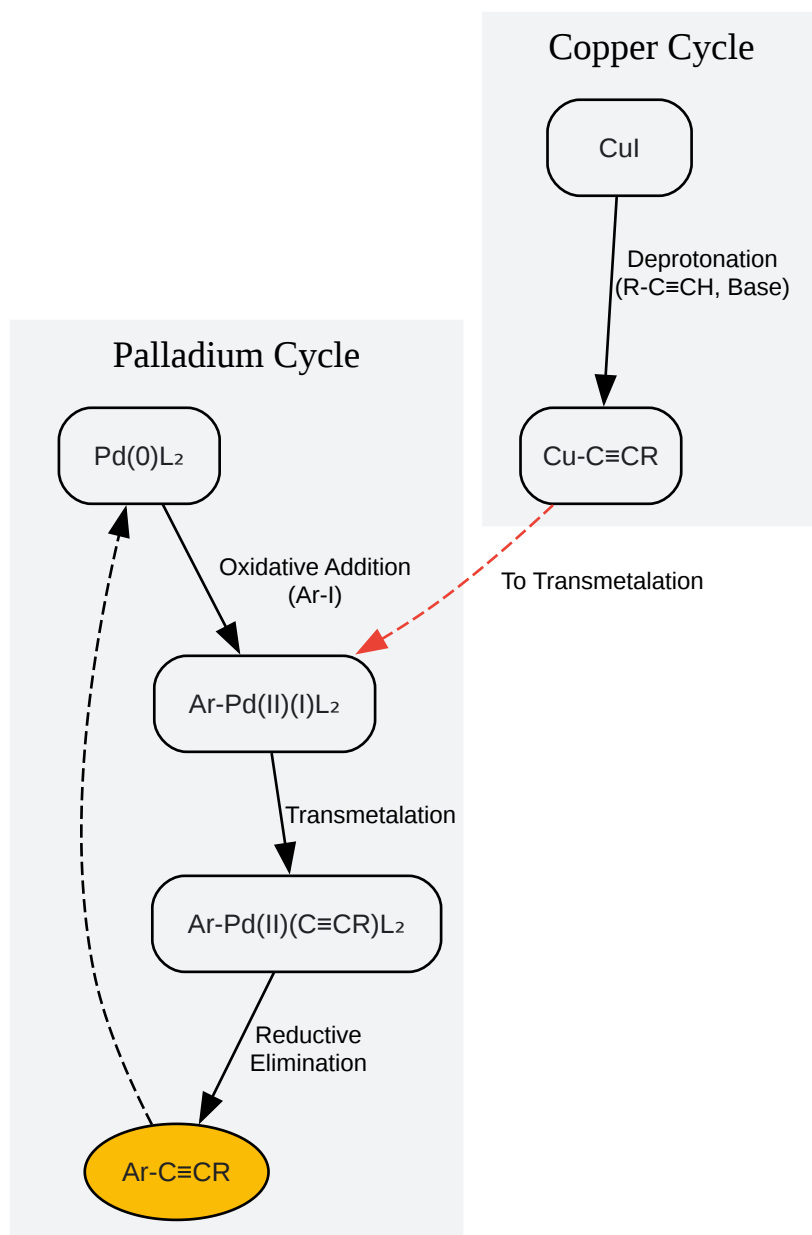 Copper Cycle
CuI
Deprotonation
(R-C≡CH, Base)
Cu-C≡CR
To Transmetalation
Palladium Cycle
Pd(0)L₂
Oxidative Addition
(Ar-I)
Ar-Pd(II)(I)L₂
Transmetalation
Ar-Pd(II)(C≡CR)L₂
Reductive
Elimination
Ar-C≡CR